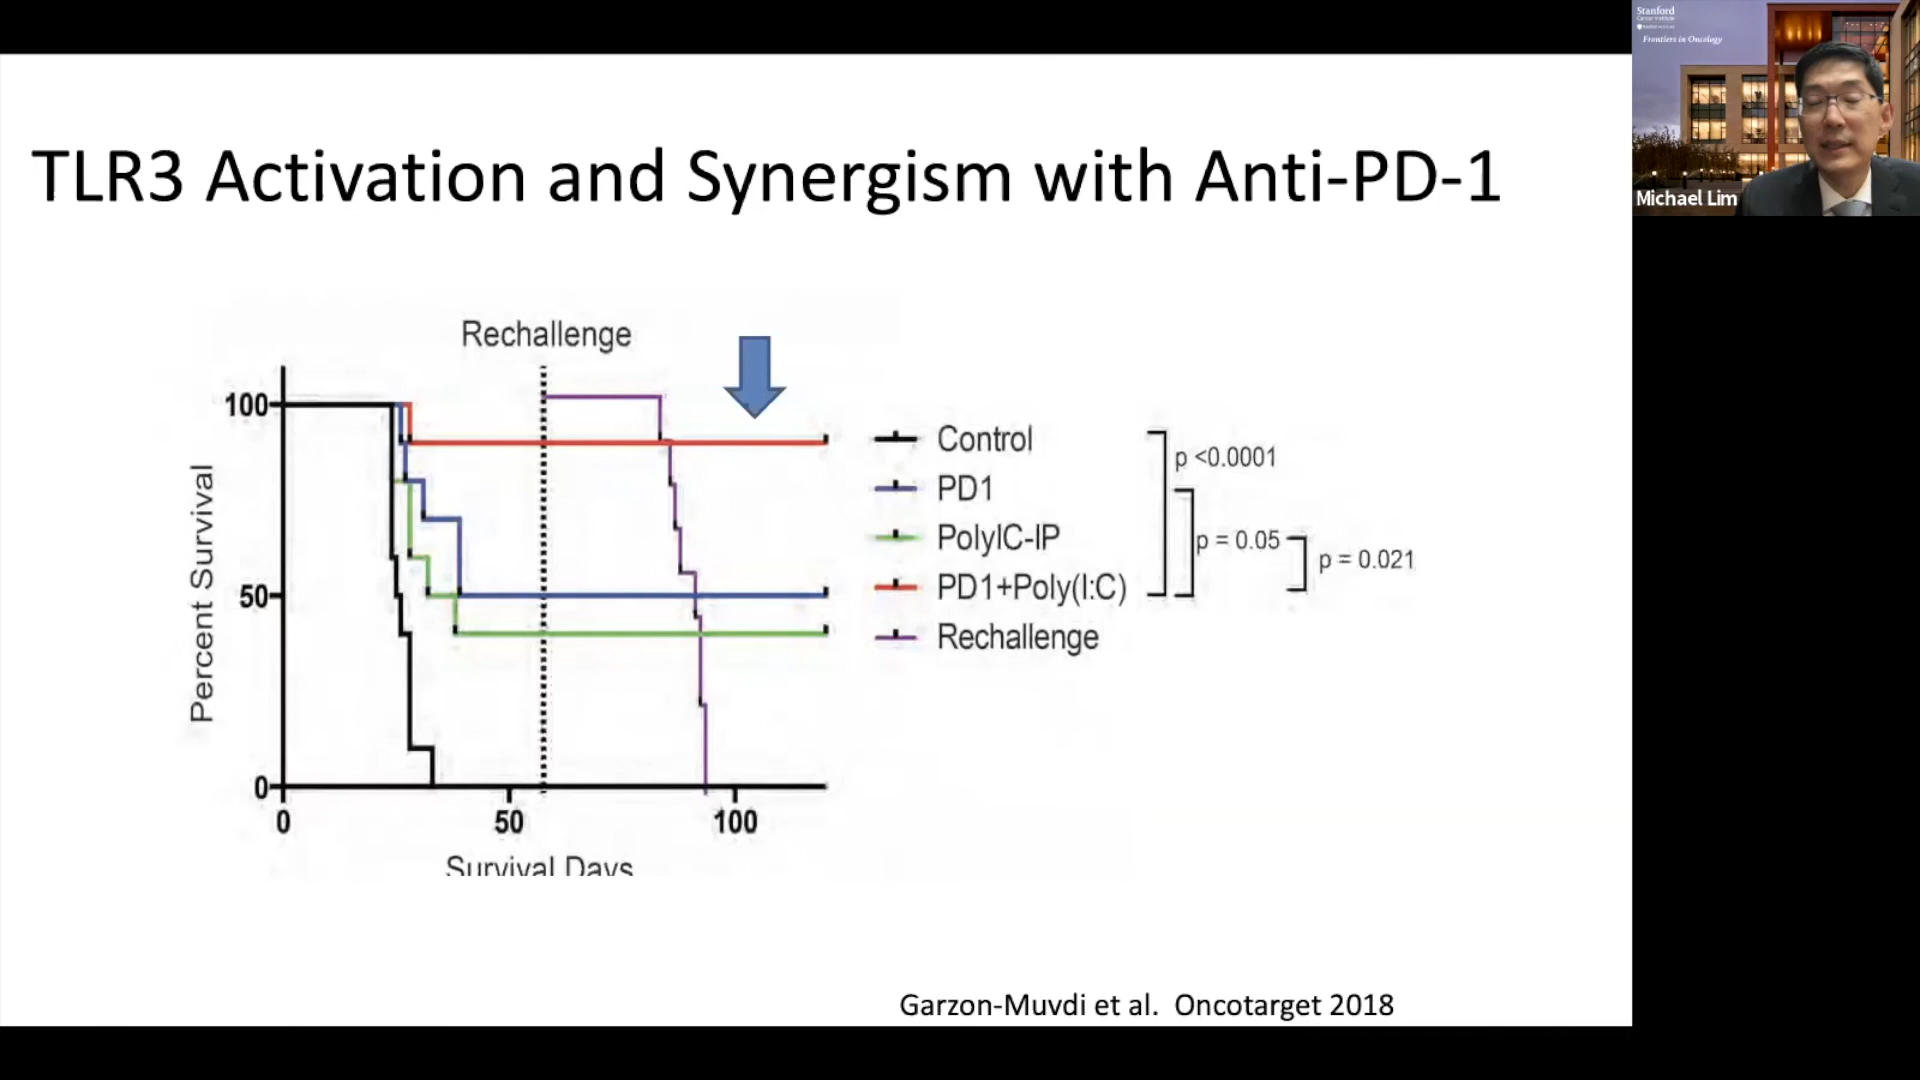 TLR3 Activation and Synergism with Anti-PD-1
Rechallenge
100
50
0
Percent Survival
0
50
100
Survival Days
Control
PD1
PolyIC-IP
PD1+Poly(I:C)
Rechallenge
p <0.0001
p = 0.05
p = 0.021
Garzon-Muvdi et al. Oncotarget 2018
Stanford
Frontiers in Oncology
Michael Lim